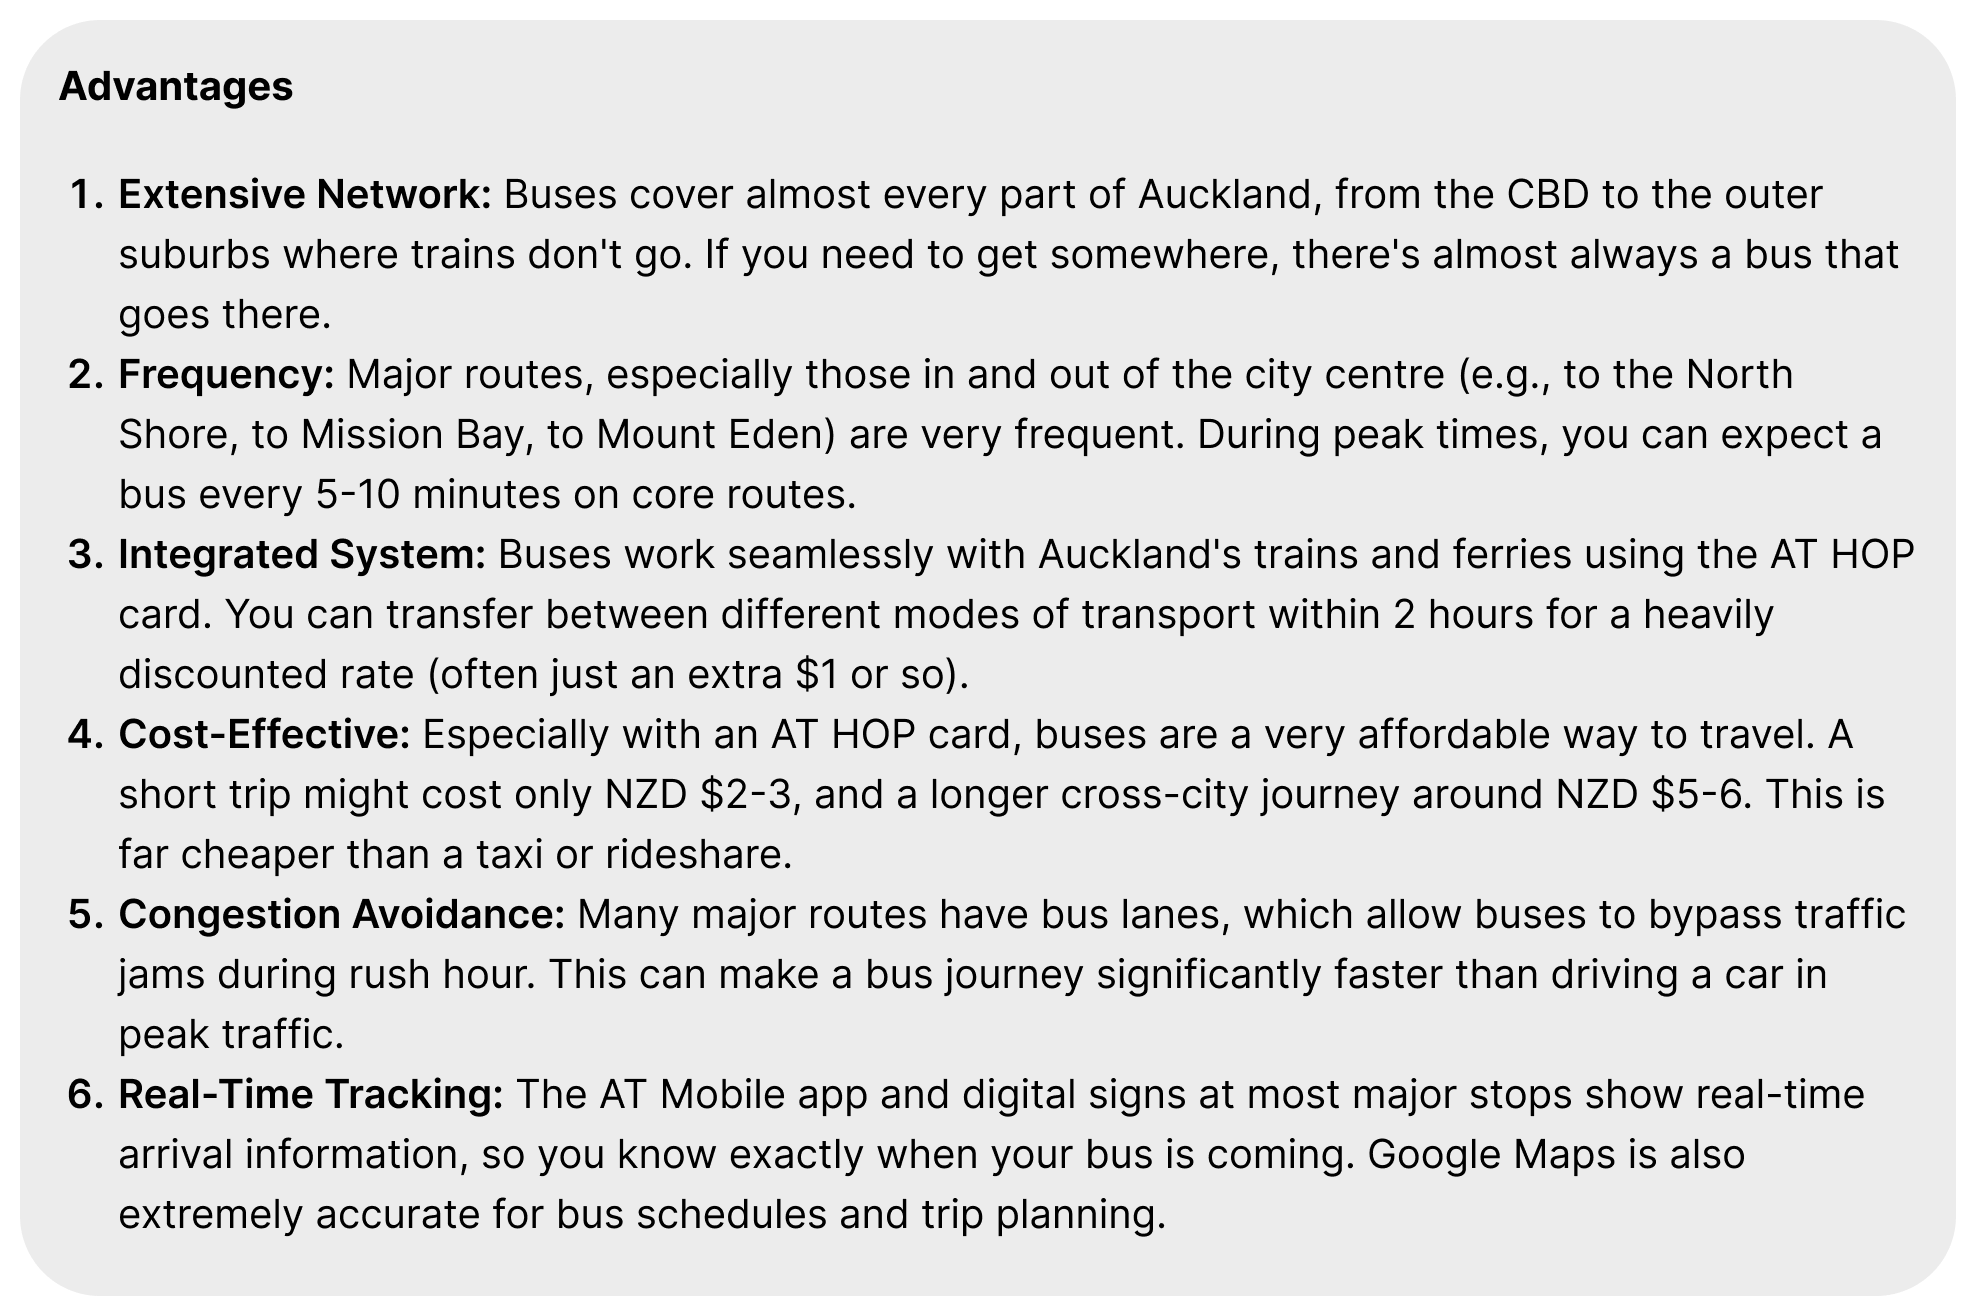 Advantages
1. Extensive Network: Buses cover almost every part of Auckland, from the CBD to the outer
suburbs where trains don't go. If you need to get somewhere, there's almost always a bus that
goes there.
2. Frequency: Major routes, especially those in and out of the city centre (e.g., to the North
Shore, to Mission Bay, to Mount Eden) are very frequent. During peak times, you can expect a
bus every 5-10 minutes on core routes.
3. Integrated System: Buses work seamlessly with Auckland's trains and ferries using the AT HOP
card. You can transfer between different modes of transport within 2 hours for a heavily
discounted rate (often just an extra $1 or so).
4. Cost-Effective: Especially with an AT HOP card, buses are a very affordable way to travel. A
short trip might cost only NZD $2-3, and a longer cross-city journey around NZD $5-6. This is
far cheaper than a taxi or rideshare.
5. Congestion Avoidance: Many major routes have bus lanes, which allow buses to bypass traffic
jams during rush hour. This can make a bus journey significantly faster than driving a car in
peak traffic.
6. Real-Time Tracking: The AT Mobile app and digital signs at most major stops show real-time
arrival information, so you know exactly when your bus is coming. Google Maps is also
extremely accurate for bus schedules and trip planning.